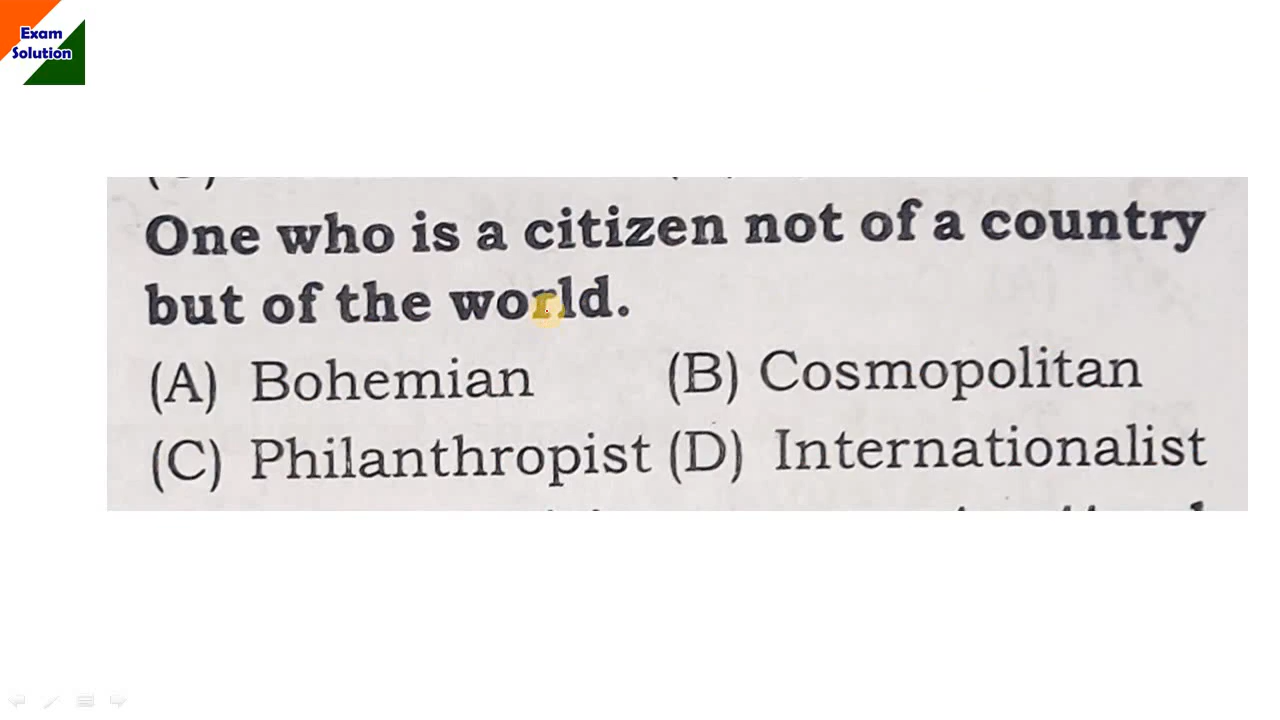 Exam
Solution
One who is a citizen not of a country
but of the world.
(A) Bohemian (B) Cosmopolitan
(C) Philanthropist (D) Internationalist